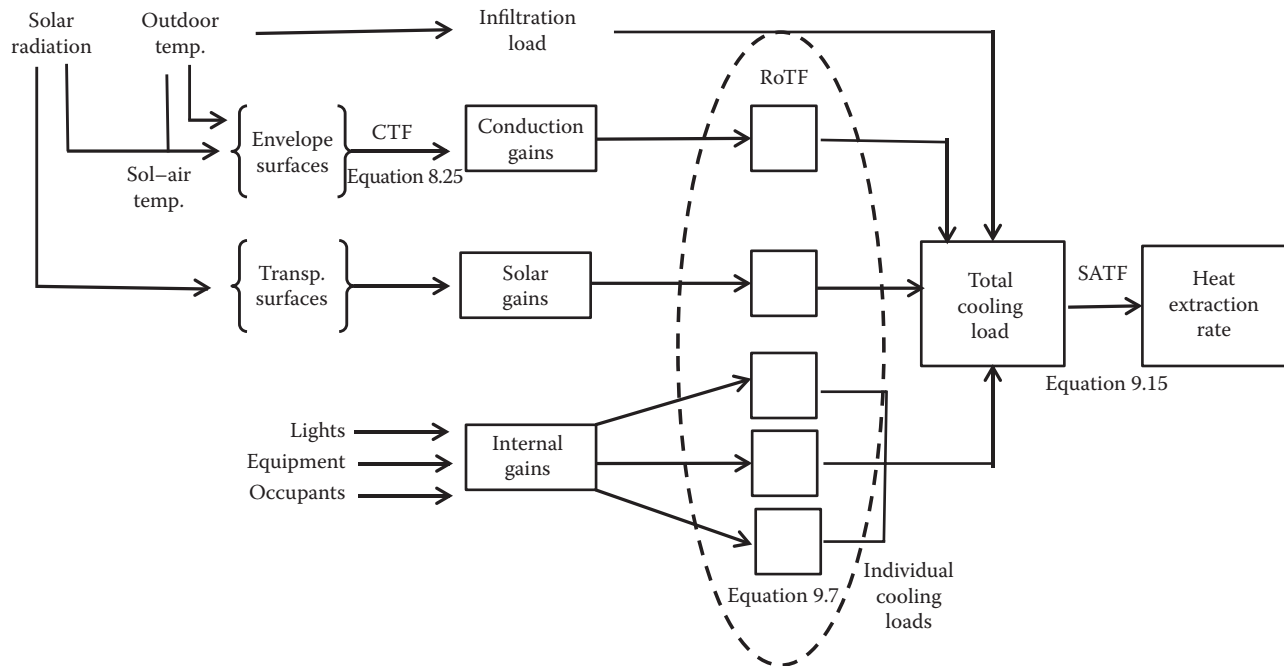 Solar
radiation
Outdoor
temp.
Infiltration
load
RoTF
Envelope
surfaces
CTF
Equation 8.25
Conduction
gains
Sol–air
temp.
Transp.
surfaces
Solar
gains
Total
cooling
load
SATF
Heat
extraction
rate
Equation 9.15
Lights
Equipment
Occupants
Internal
gains
Equation 9.7
Individual
cooling
loads